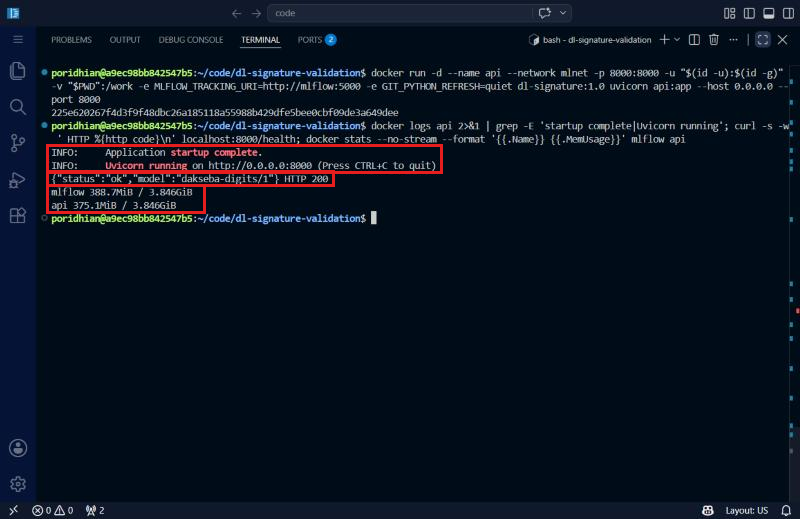 code
PROBLEMS OUTPUT DEBUG CONSOLE TERMINAL PORTS 2
bash - dl-signature-validation
poridhian@a9ec98bb842547b5:~/code/dl-signature-validation$ docker run -d --name api --network mlnet -p 8000:8000 -u "$(id -u):$(id -g)"
-v "$PWD":/work -e MLFLOW_TRACKING_URI=http://mlflow:5000 -e GIT_PYTHON_REFRESH=quiet dl-signature:1.0 uvicorn api:app --host 0.0.0.0 --
port 8000
225e620267f4d3f9f48dbc26a185118a55988b429dfe5bee0cbf09de3a649dee
poridhian@a9ec98bb842547b5:~/code/dl-signature-validation$ docker logs api 2>&1 | grep -E 'startup complete|Uvicorn running'; curl -s -w
' HTTP %{http_code}\n' localhost:8000/health; docker stats --no-stream --format '{{.Name}} {{.MemUsage}}' mlflow api
INFO: Application startup complete.
INFO: Uvicorn running on http://0.0.0.0:8000 (Press CTRL+C to quit)
{"status":"ok","model":"dakseba-digits/1"} HTTP 200
mlflow 388.7MiB / 3.846GiB
api 375.1MiB / 3.846GiB
poridhian@a9ec98bb842547b5:~/code/dl-signature-validation$
0 0 2 Layout: US